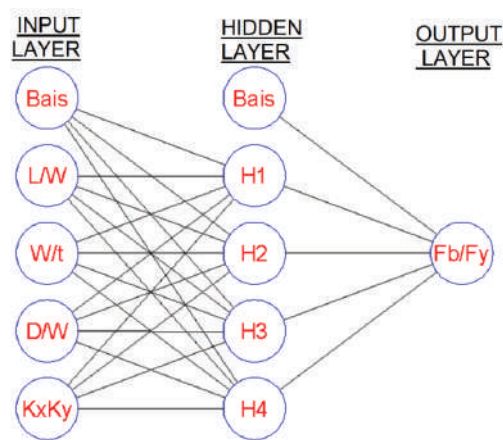 INPUT
LAYER
HIDDEN
LAYER
OUTPUT
LAYER
Bais
L/W
W/t
D/W
KxKy
Bais
H1
H2
H3
H4
Fb/Fy